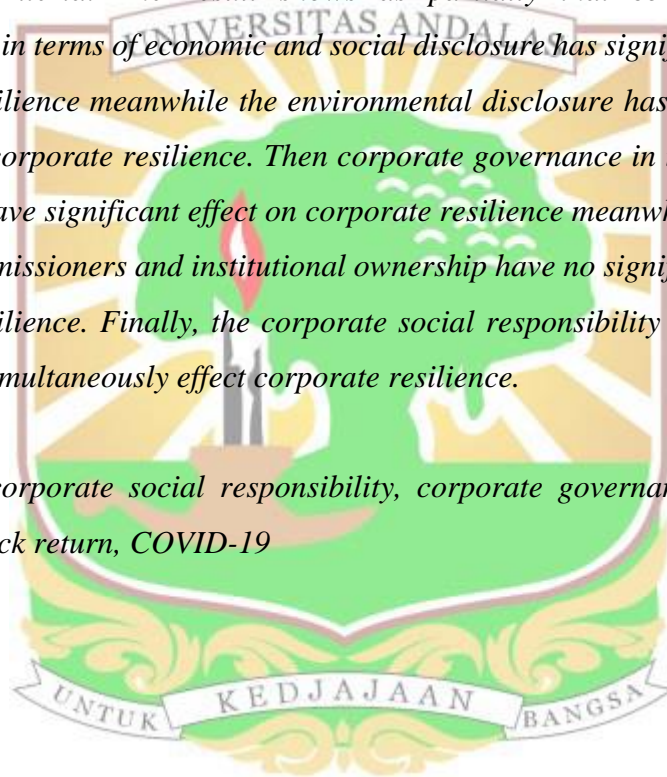 UNIVERSITAS ANDALAS
in terms of economic and social disclosure has signif
ilience meanwhile the environmental disclosure has
corporate resilience. Then corporate governance in
ave significant effect on corporate resilience meanwh
missioners and institutional ownership have no signif
ilience. Finally, the corporate social responsibility
multaneously effect corporate resilience.
corporate social responsibility, corporate governan
ck return, COVID-19
UNTUK KEDJAJAAN BANGSA